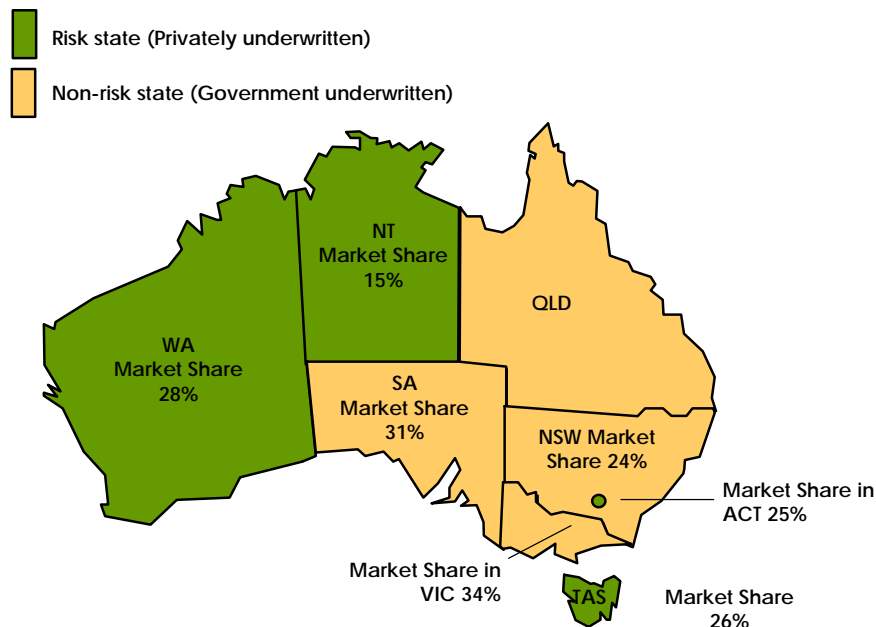 Risk state (Privately underwritten)
Non-risk state (Government underwritten)
NT
Market Share
15%
QLD
WA
Market Share
28%
SA
Market Share
31%
NSW Market
Share 24%
Market Share in
ACT 25%
Market Share in
VIC 34%
TAS
Market Share
26%